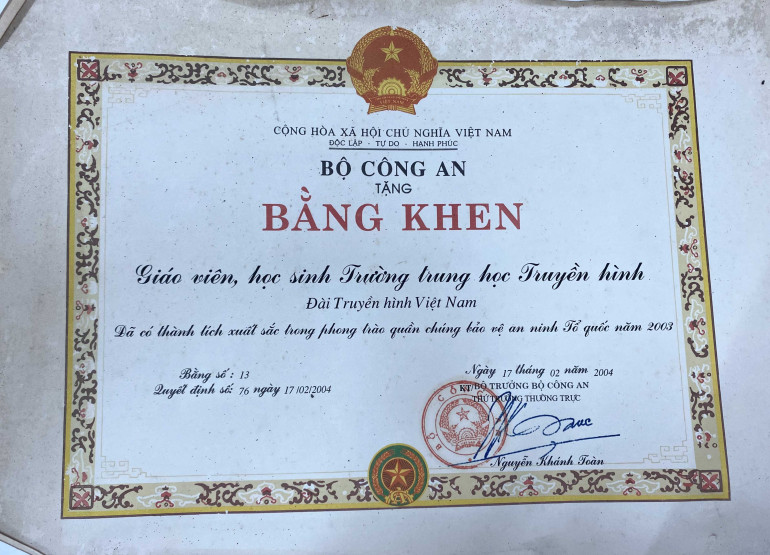 VIỆT NAM
CỘNG HÒA XÃ HỘI CHỦ NGHĨA VIỆT NAM
ĐỘC LẬP - TỰ DO - HẠNH PHÚC
BỘ CÔNG AN
TẶNG
BẰNG KHEN
Giáo viên, học sinh Trường trung học Truyền hình
Đài Truyền hình Việt Nam
Đã có thành tích xuất sắc trong phong trào quần chúng bảo vệ an ninh Tổ quốc năm 2003
Bằng số : 13
Quyết định số: 76 ngày 17/02/2004
Ngày 17 tháng 02 năm 2004
KT/BỘ TRƯỞNG BỘ CÔNG AN
THỨ TRƯỞNG THƯỜNG TRỰC
BỘ CÔNG
Nguyễn Khánh Toàn